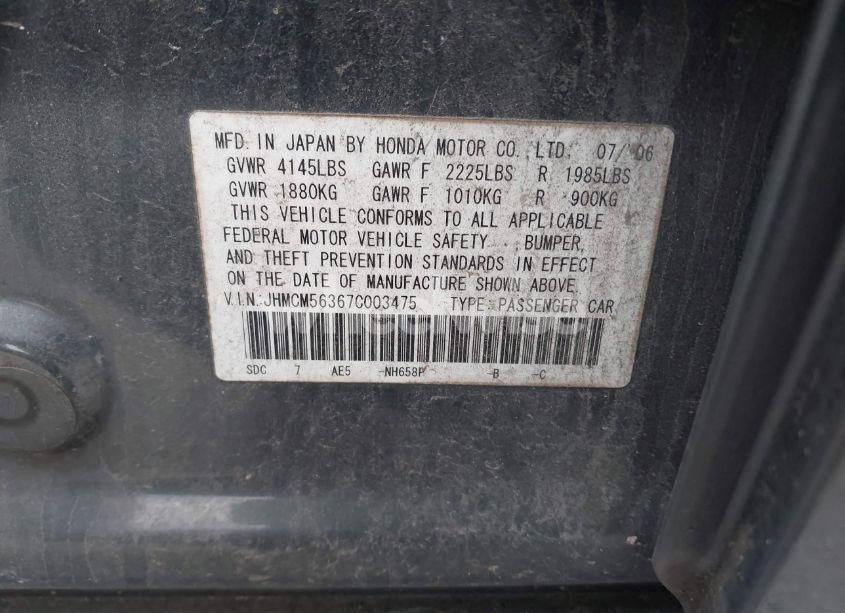 MFD. IN JAPAN BY HONDA MOTOR CO., LTD. 07/ 06
GVWR 4145LBS GAWR F 2225LBS R 1985LBS
GVWR 1880KG GAWR F 1010KG R 900KG
THIS VEHICLE CONFORMS TO ALL APPLICABLE
FEDERAL MOTOR VEHICLE SAFETY, BUMPER,
AND THEFT PREVENTION STANDARDS IN EFFECT
ON THE DATE OF MANUFACTURE SHOWN ABOVE.
V.I.N.:JHMCM56367C003475 TYPE:PASSENGER CAR
SDC 7 AE5 -NH658P -B -C